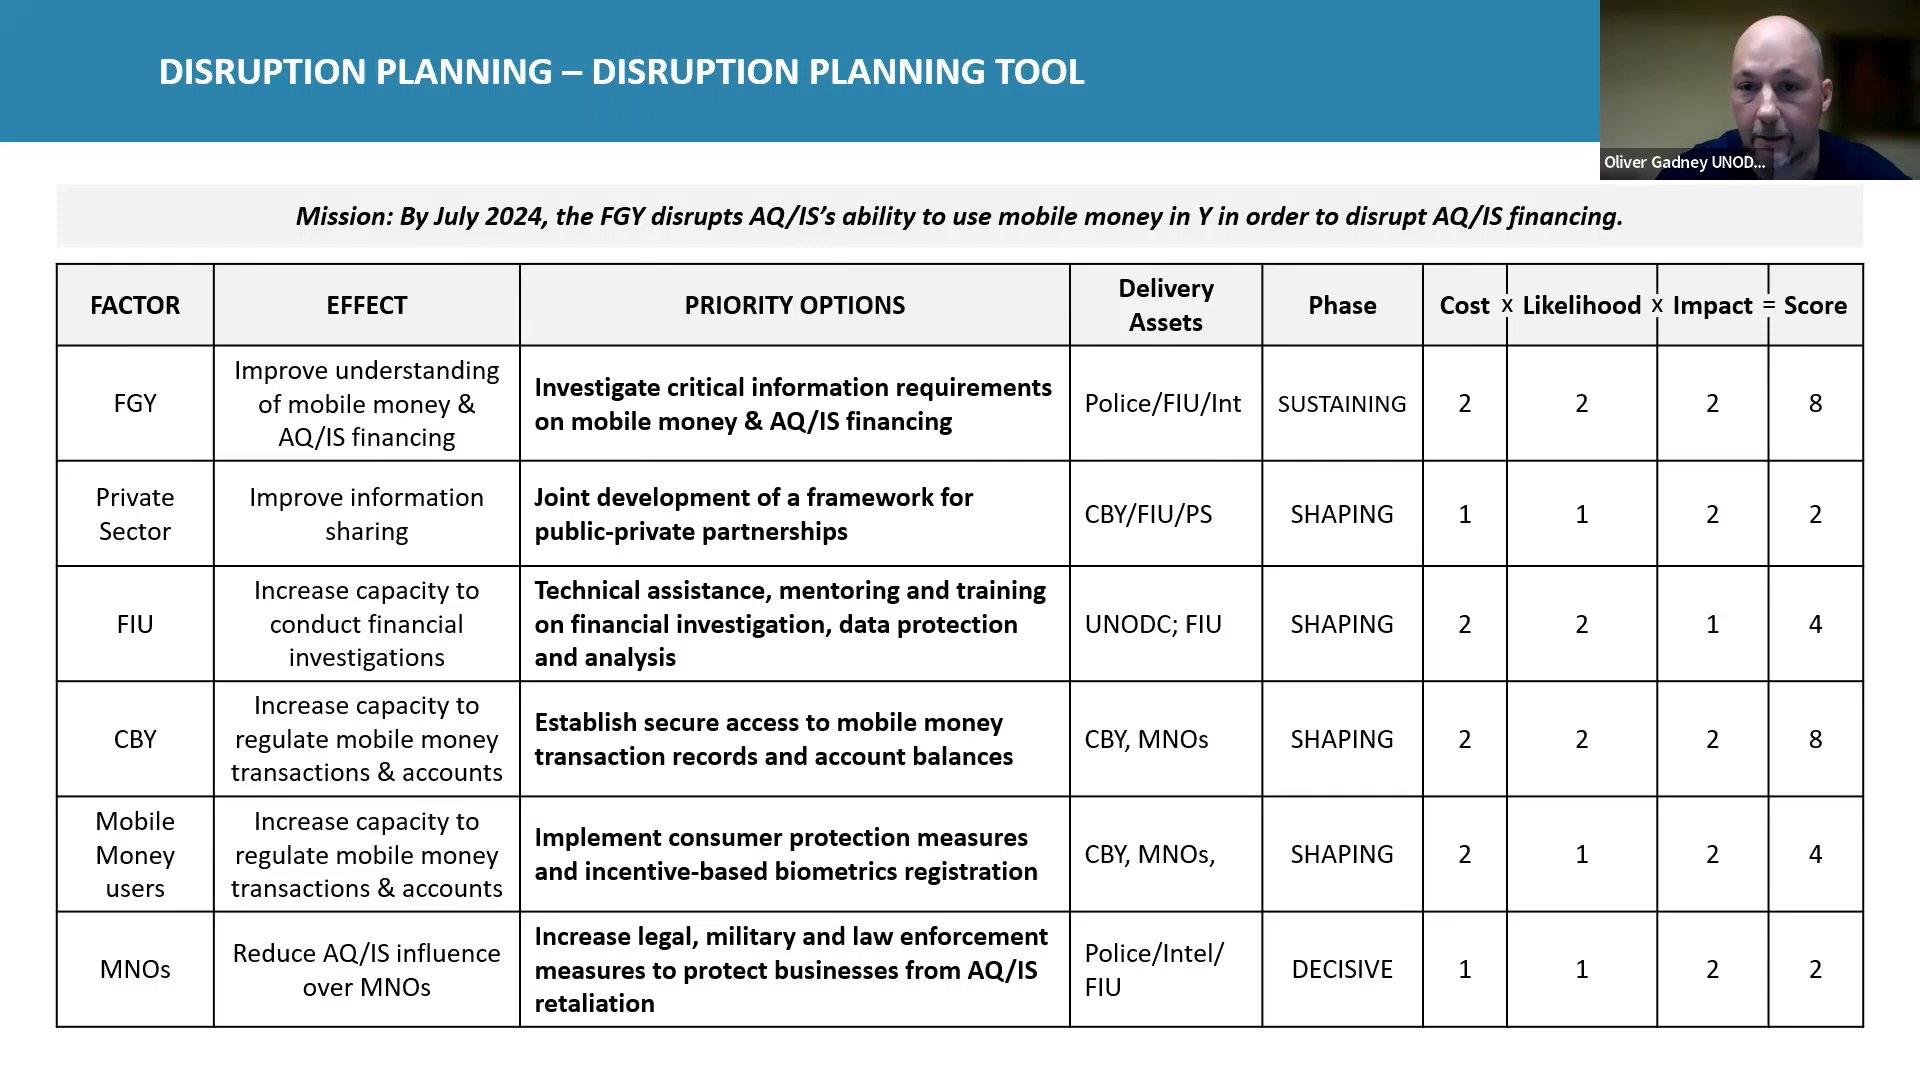 DISRUPTION PLANNING – DISRUPTION PLANNING TOOL
Oliver Gadney UNOD...
Mission: By July 2024, the FGY disrupts AQ/IS’s ability to use mobile money in Y in order to disrupt AQ/IS financing.
FACTOR
EFFECT
PRIORITY OPTIONS
Delivery
Assets
Phase
Cost x Likelihood x Impact = Score
FGY
Improve understanding
of mobile money &
AQ/IS financing
Investigate critical information requirements
on mobile money & AQ/IS financing
Police/FIU/Int
SUSTAINING
2
2
2
8
Private
Sector
Improve information
sharing
Joint development of a framework for
public-private partnerships
CBY/FIU/PS
SHAPING
1
1
2
2
FIU
Increase capacity to
conduct financial
investigations
Technical assistance, mentoring and training
on financial investigation, data protection
and analysis
UNODC; FIU
SHAPING
2
2
1
4
CBY
Increase capacity to
regulate mobile money
transactions & accounts
Establish secure access to mobile money
transaction records and account balances
CBY, MNOs
SHAPING
2
2
2
8
Mobile
Money
users
Increase capacity to
regulate mobile money
transactions & accounts
Implement consumer protection measures
and incentive-based biometrics registration
CBY, MNOs,
SHAPING
2
1
2
4
MNOs
Reduce AQ/IS influence
over MNOs
Increase legal, military and law enforcement
measures to protect businesses from AQ/IS
retaliation
Police/Intel/
FIU
DECISIVE
1
1
2
2